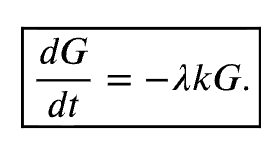 dG/dt = −λkG.